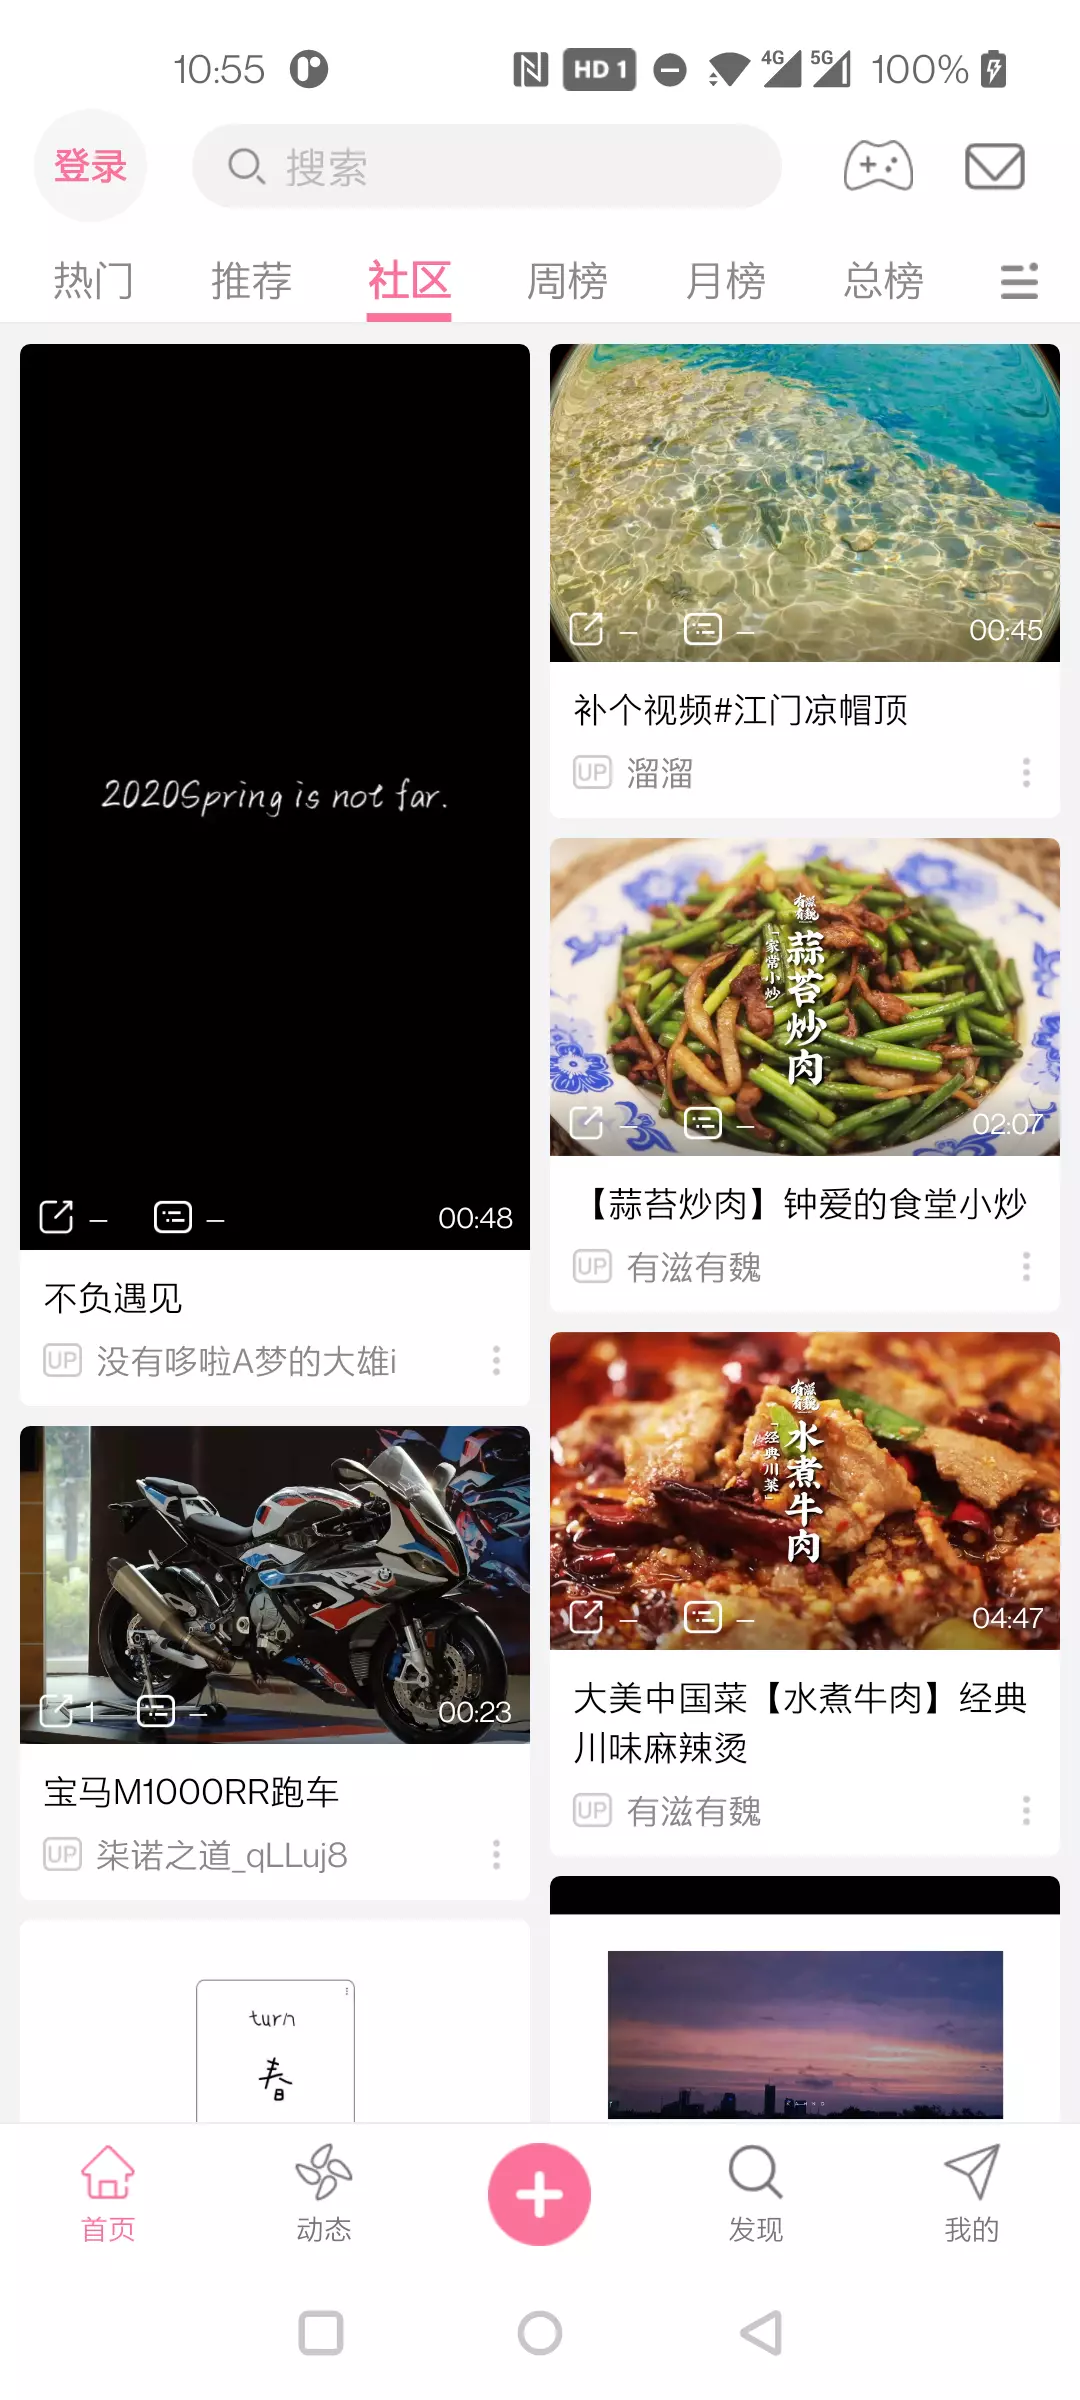 10:55
HD 1
4G
5G
100%
登录
搜索
热门
推荐
社区
周榜
月榜
总榜
2020Spring is not far.
00:48
不负遇见
UP 没有哆啦A梦的大雄i
00:45
补个视频#江门凉帽顶
UP 溜溜
有滋有魏
蒜苔炒肉
「家常小炒」
02:07
【蒜苔炒肉】钟爱的食堂小炒
UP 有滋有魏
1
00:23
宝马M1000RR跑车
UP 柒诺之道_qLLuj8
有滋有魏
水煮牛肉
「经典川菜」
04:47
大美中国菜【水煮牛肉】经典
川味麻辣烫
UP 有滋有魏
turn
春
首页
动态
发现
我的